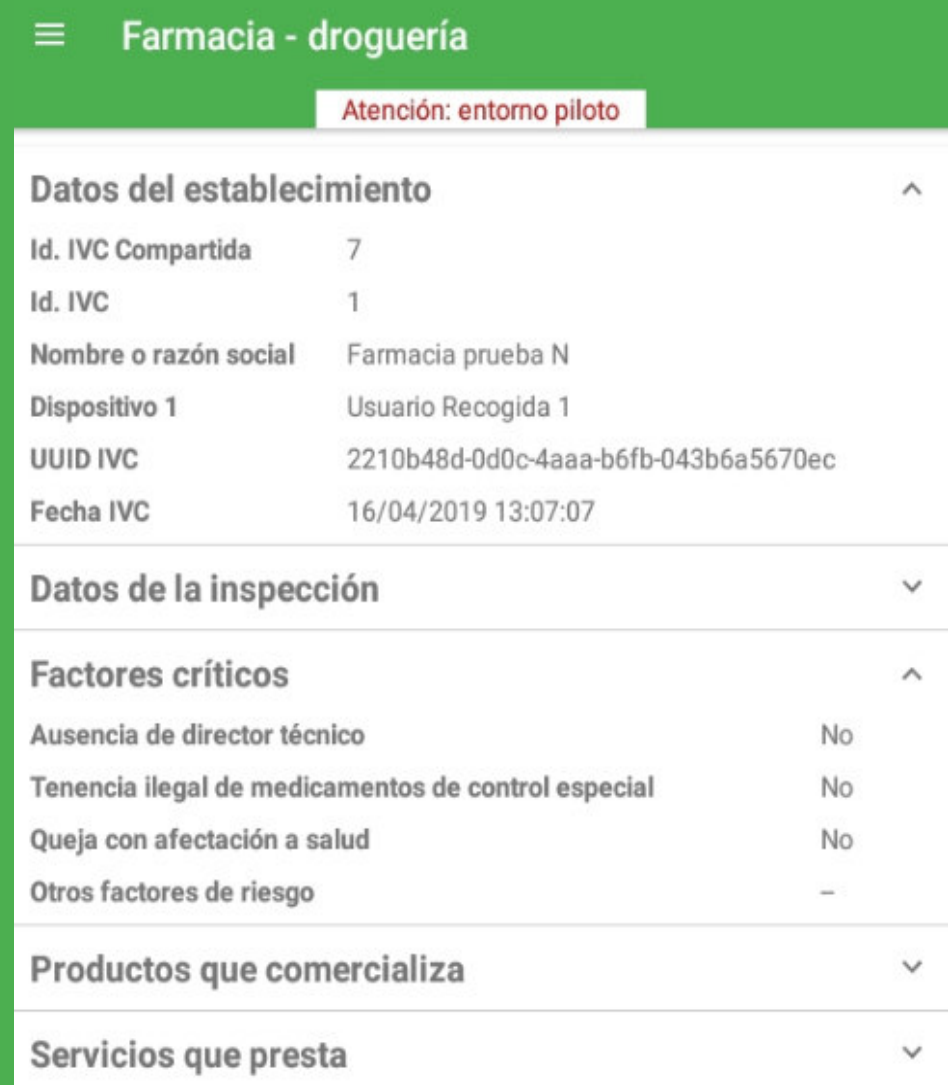 Farmacia - droguería
Atención: entorno piloto
Datos del establecimiento
Id. IVC Compartida 7
Id. IVC 1
Nombre o razón social Farmacia prueba N
Dispositivo 1 Usuario Recogida 1
UUID IVC 2210b48d-0d0c-4aaa-b6fb-043b6a5670ec
Fecha IVC 16/04/2019 13:07:07
Datos de la inspección
Factores críticos
Ausencia de director técnico No
Tenencia ilegal de medicamentos de control especial No
Queja con afectación a salud No
Otros factores de riesgo –
Productos que comercializa
Servicios que presta